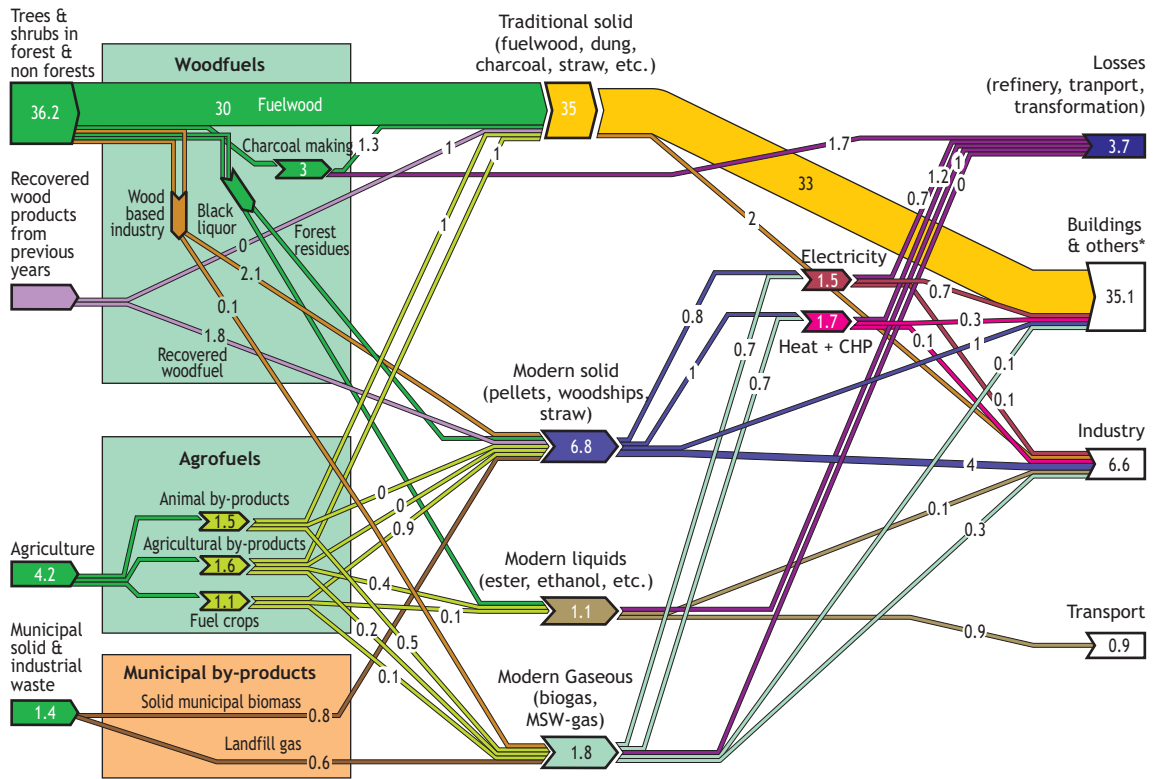 Trees &
shrubs in
forest &
non forests
36.2
Recovered
wood
products
from
previous
years
Agriculture
4.2
Municipal
solid &
industrial
waste
1.4
Woodfuels
30
Fuelwood
Charcoal making
3
1.3
Wood
based
industry
Black
liquor
Forest
residues
0
2.1
0.1
1.8
Recovered
woodfuel
Agrofuels
Animal by-products
1.5
Agricultural by-products
1.6
1.1
Fuel crops
Municipal by-products
Solid municipal biomass
0.8
Landfill gas
0.6
1
1
1
0
0
0.9
0.4
0.1
0.2
0.5
0.1
Traditional solid
(fuelwood, dung,
charcoal, straw, etc.)
35
Modern solid
(pellets, woodships,
straw)
6.8
Modern liquids
(ester, ethanol, etc.)
1.1
Modern Gaseous
(biogas,
MSW-gas)
1.8
1.7
33
2
0.8
1
0.7
0.7
Electricity
1.5
1.7
Heat + CHP
0.7
1.2
1
0
0.7
0.3
0.1
1
0.1
0.1
4
0.1
0.3
0.9
Losses
(refinery, tranport,
transformation)
3.7
Buildings
& others*
35.1
Industry
6.6
Transport
0.9